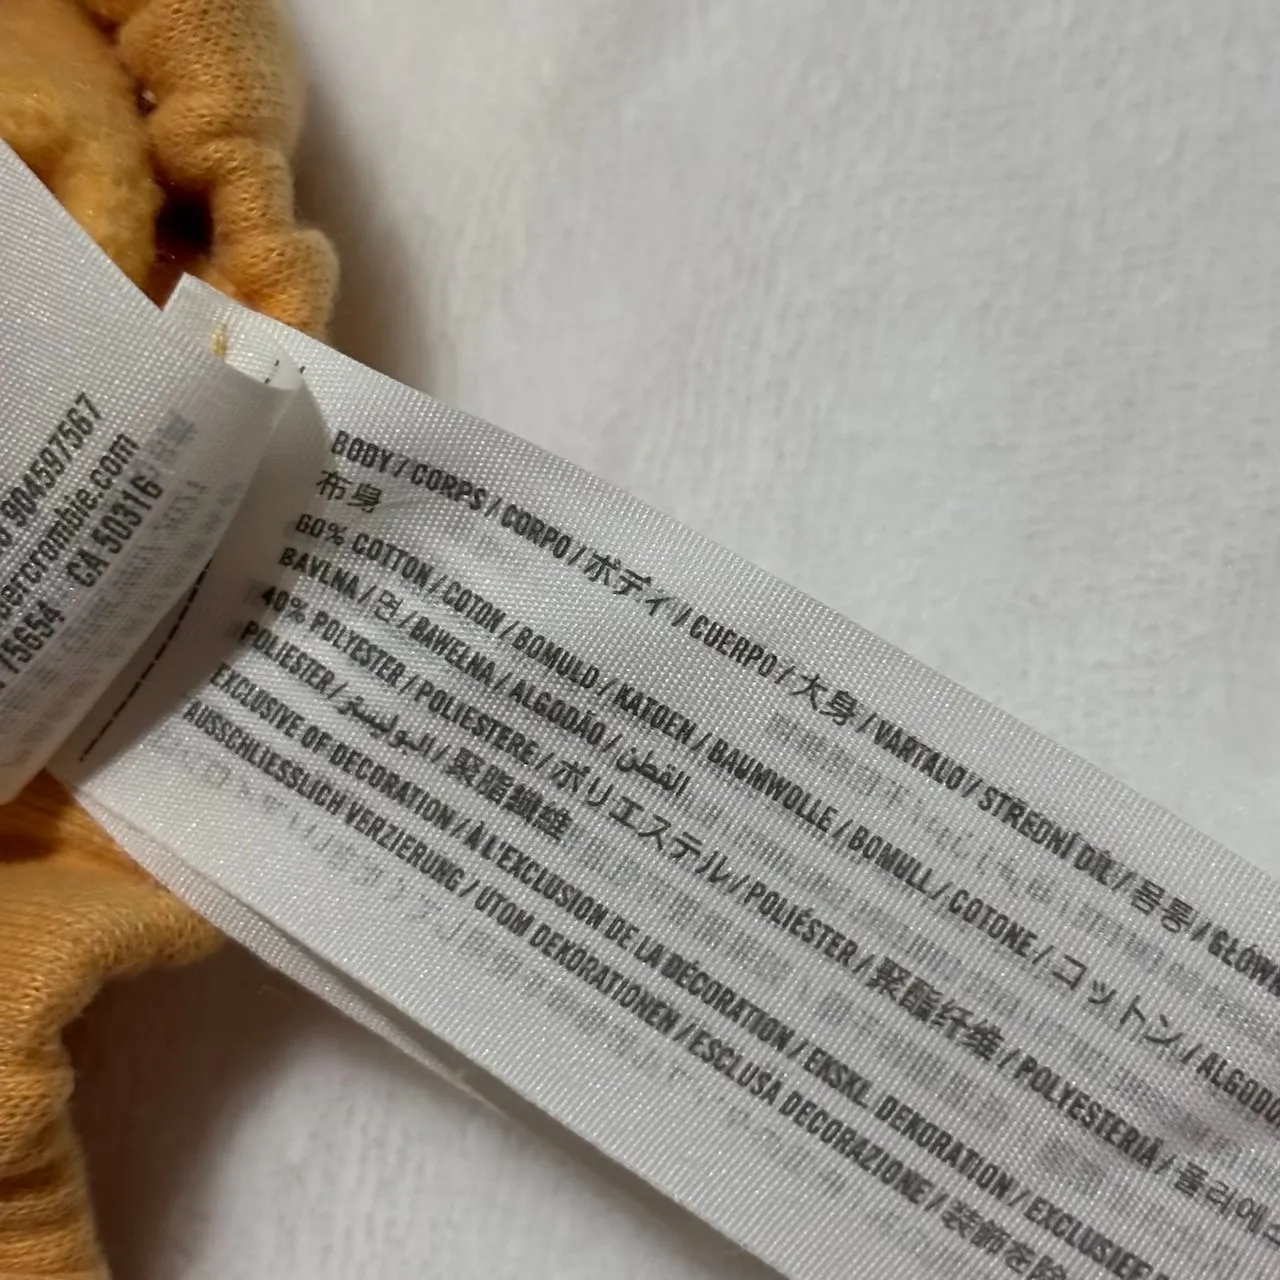 904597567
ercrombie.com
75654 CA 50316
BODY / CORPS / CORPO / ボディ / CUERPO / 大身 / VARTALO / STREDNÍ DÍL / 몸통 / GŁÓW
布身
60% COTTON / COTON / BOMULD / KATOEN / BAUMWOLLE / BOMULL / COTONE / コットン / ALGOD
BAVLNA / 면 / BAWEŁNA / ALGODÃO / القطن
40% POLYESTER / POLIESTERE / ポリエステル / POLIÉSTER / 聚酯纤维 / POLYESTERIÄ / 폴리에
POLIESTER / البوليستر / 聚脂纖維
EXCLUSIVE OF DECORATION / À L'EXCLUSION DE LA DÉCORATION / EKSKL. DEKORATION / EXCLUSIEF
AUSSCHLIESSLICH VERZIERUNG / UTOM DEKORATIONEN / ESCLUSA DECORAZIONE / 装飾を除